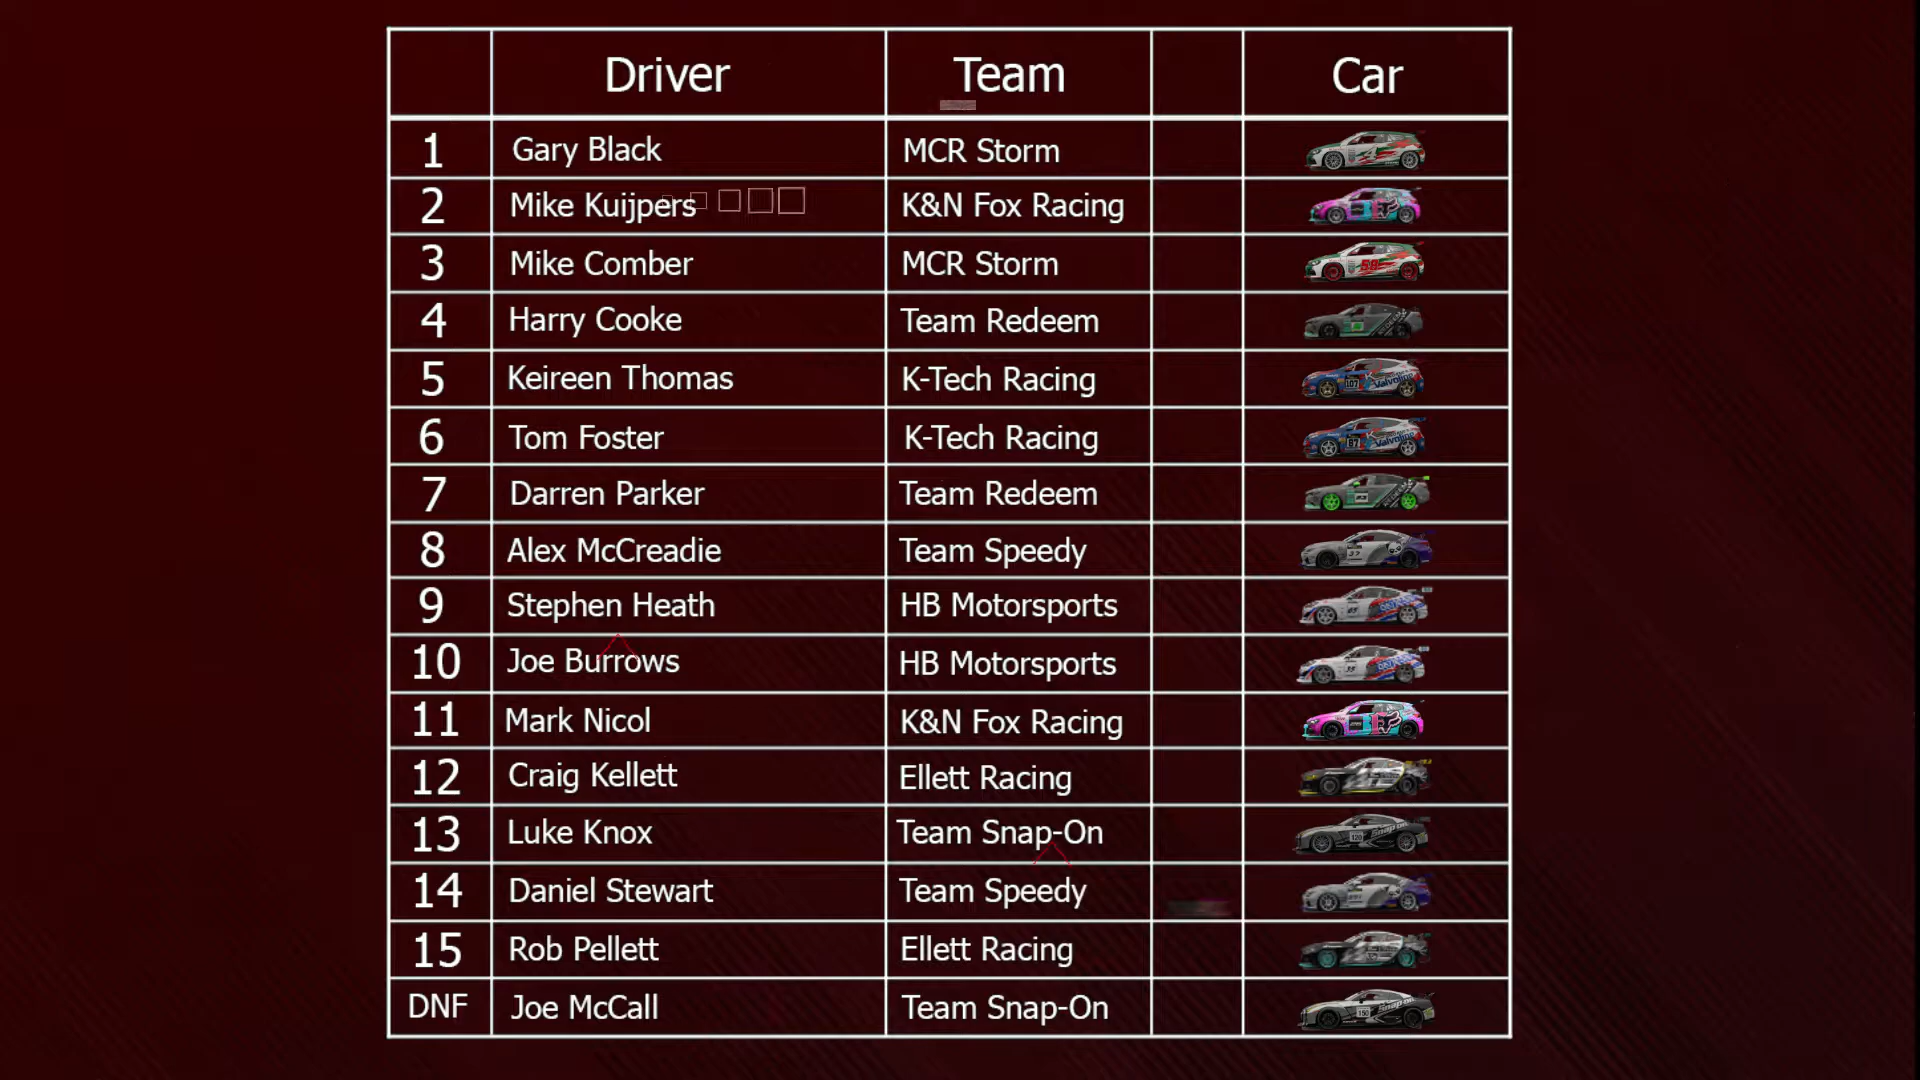 Driver Team Car
1 Gary Black MCR Storm
2 Mike Kuijpers K&N Fox Racing
3 Mike Comber MCR Storm
4 Harry Cooke Team Redeem
5 Keireen Thomas K-Tech Racing
6 Tom Foster K-Tech Racing
7 Darren Parker Team Redeem
8 Alex McCreadie Team Speedy
9 Stephen Heath HB Motorsports
10 Joe Burrows HB Motorsports
11 Mark Nicol K&N Fox Racing
12 Craig Kellett Ellett Racing
13 Luke Knox Team Snap-On
14 Daniel Stewart Team Speedy
15 Rob Pellett Ellett Racing
DNF Joe McCall Team Snap-On